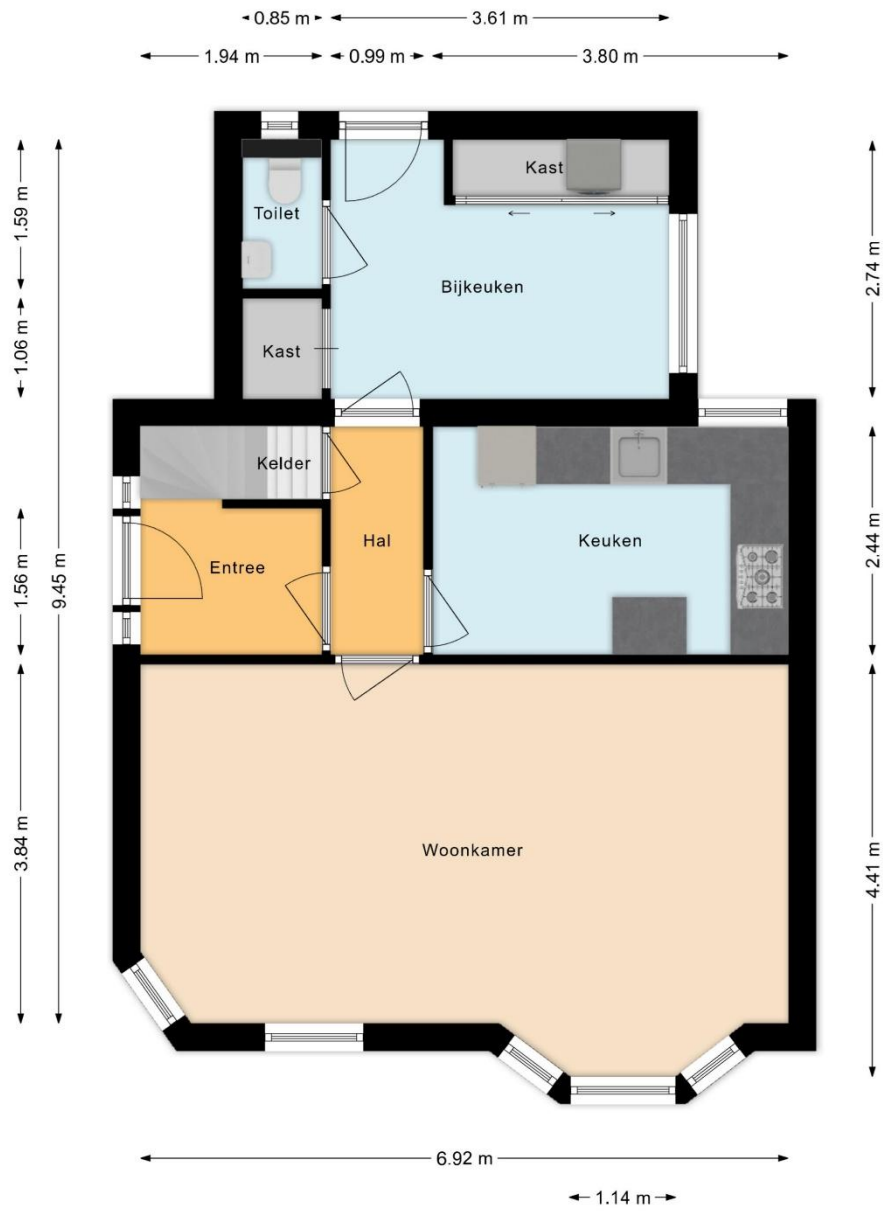 0.85 m
3.61 m
1.94 m
0.99 m
3.80 m
Kast
Toilet
1.59 m
2.74 m
Bijkeuken
1.06 m
Kast
Kelder
9.45 m
1.56 m
Entree
Hal
Keuken
2.44 m
3.84 m
Woonkamer
4.41 m
6.92 m
1.14 m